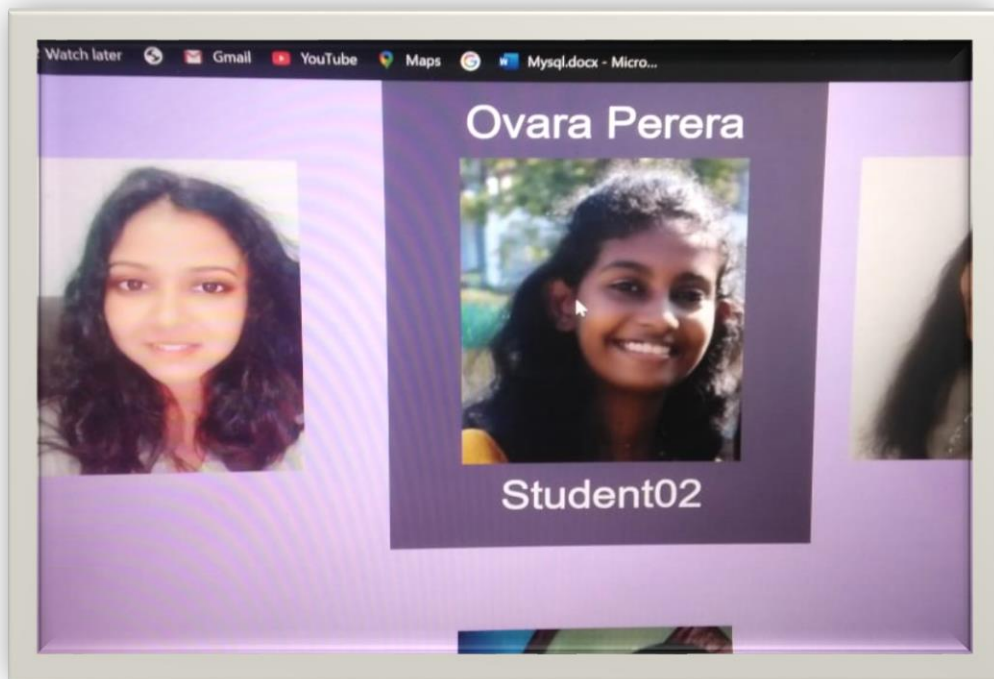 Watch later Gmail YouTube Maps Mysql.docx - Micro...
Ovara Perera
Student02